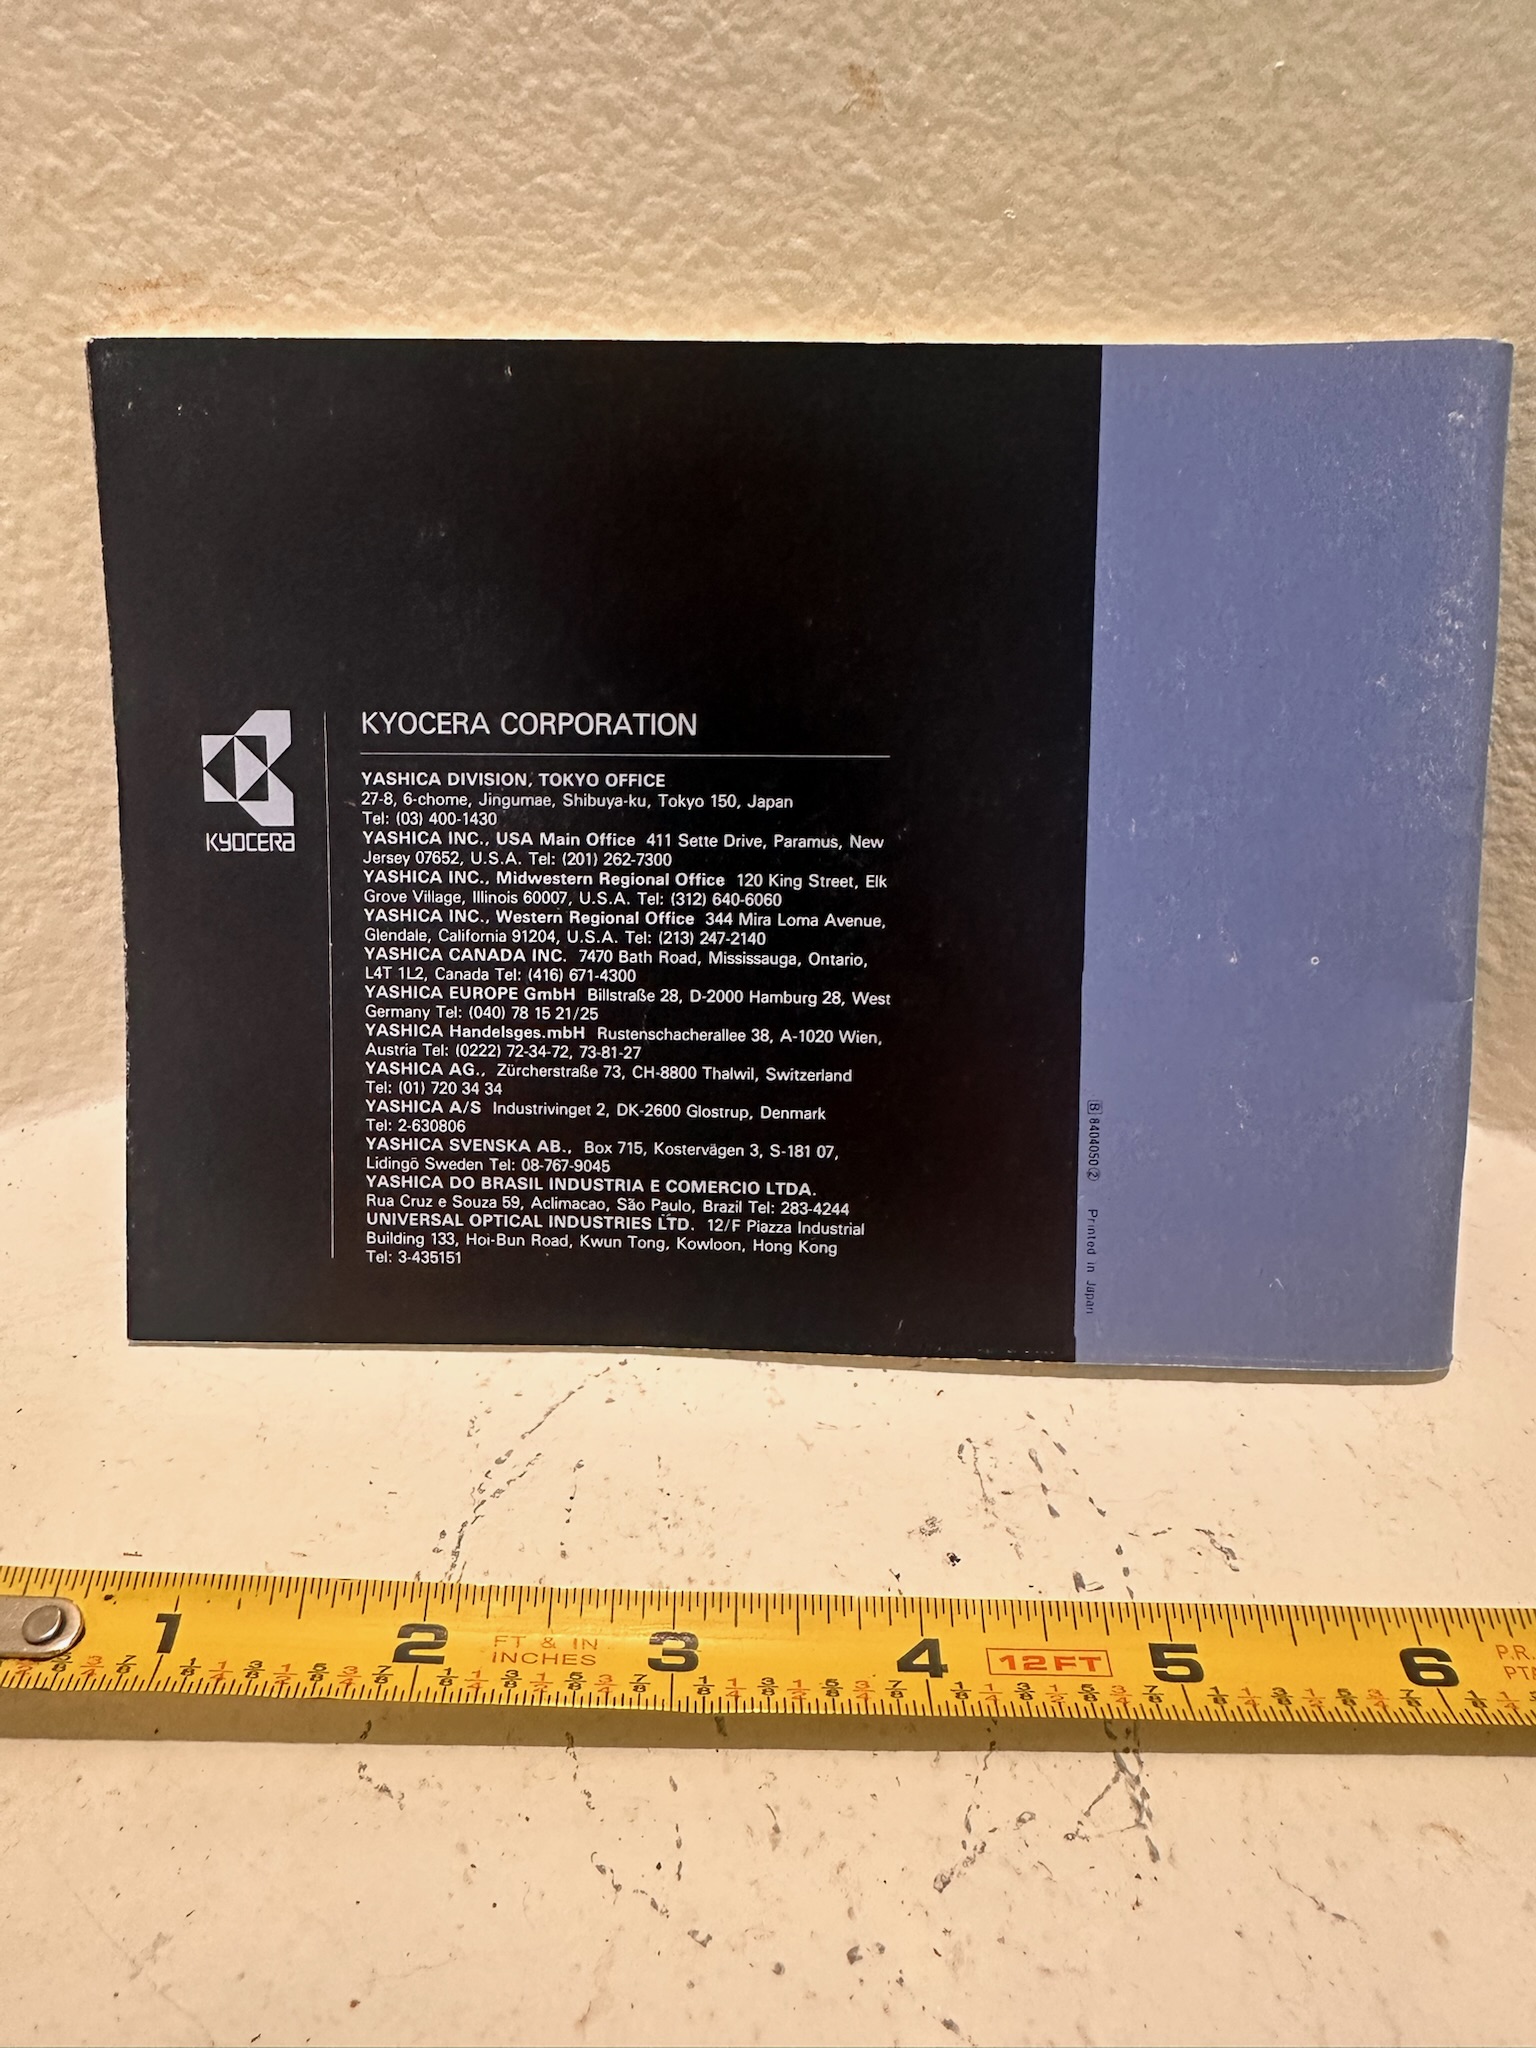 KYOCERA
KYOCERA CORPORATION
YASHICA DIVISION, TOKYO OFFICE
27-8, 6-chome, Jingumae, Shibuya-ku, Tokyo 150, Japan
Tel: (03) 400-1430
YASHICA INC., USA Main Office 411 Sette Drive, Paramus, New
Jersey 07652, U.S.A. Tel: (201) 262-7300
YASHICA INC., Midwestern Regional Office 120 King Street, Elk
Grove Village, Illinois 60007, U.S.A. Tel: (312) 640-6060
YASHICA INC., Western Regional Office 344 Mira Loma Avenue,
Glendale, California 91204, U.S.A. Tel: (213) 247-2140
YASHICA CANADA INC. 7470 Bath Road, Mississauga, Ontario,
L4T 1L2, Canada Tel: (416) 671-4300
YASHICA EUROPE GmbH Billstraße 28, D-2000 Hamburg 28, West
Germany Tel: (040) 78 15 21/25
YASHICA Handelsges.mbH Rustenschacherallee 38, A-1020 Wien,
Austria Tel: (0222) 72-34-72, 73-81-27
YASHICA AG., Zürcherstraße 73, CH-8800 Thalwil, Switzerland
Tel: (01) 720 34 34
YASHICA A/S Industrivinget 2, DK-2600 Glostrup, Denmark
Tel: 2-630806
YASHICA SVENSKA AB., Box 715, Kostervägen 3, S-181 07,
Lidingö Sweden Tel: 08-767-9045
YASHICA DO BRASIL INDUSTRIA E COMERCIO LTDA.
Rua Cruz e Souza 59, Aclimacao, São Paulo, Brazil Tel: 283-4244
UNIVERSAL OPTICAL INDUSTRIES LTD. 12/F Piazza Industrial
Building 133, Hoi-Bun Road, Kwun Tong, Kowloon, Hong Kong
Tel: 3-435151
B 8404050② Printed in Japan
1 2 FT & IN 3 4 12FT 5 6 P.R.
INCHES